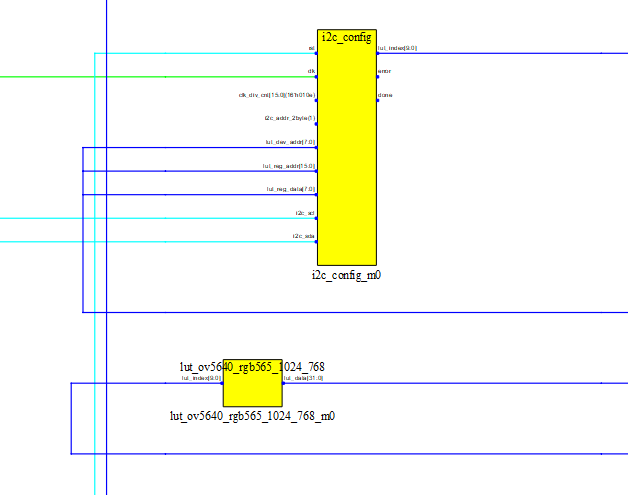 i2c_config
rst
lut_index[9:0]
clk
error
clk_div_cnt[15:0](16'h010e)
done
i2c_addr_2byte(1)
lut_dev_addr[7:0]
lut_reg_addr[15:0]
lut_reg_data[7:0]
i2c_scl
i2c_sda
i2c_config_m0
lut_ov5640_rgb565_1024_768
lut_index[9:0]
lut_data[31:0]
lut_ov5640_rgb565_1024_768_m0